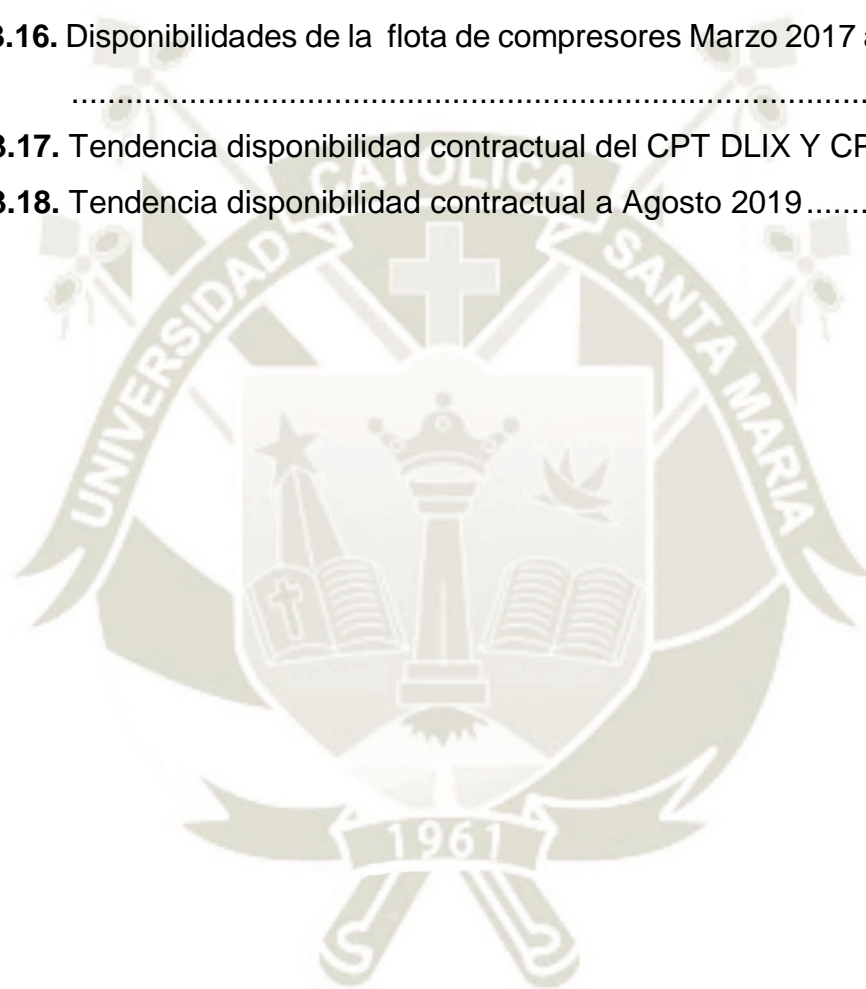 3.16. Disponibilidades de la flota de compresores Marzo 2017 a
................................................................................
3.17. Tendencia disponibilidad contractual del CPT DLIX Y CP
3.18. Tendencia disponibilidad contractual a Agosto 2019........
CATOLICA
UNIVERSIDAD
SANTA MARIA
1961